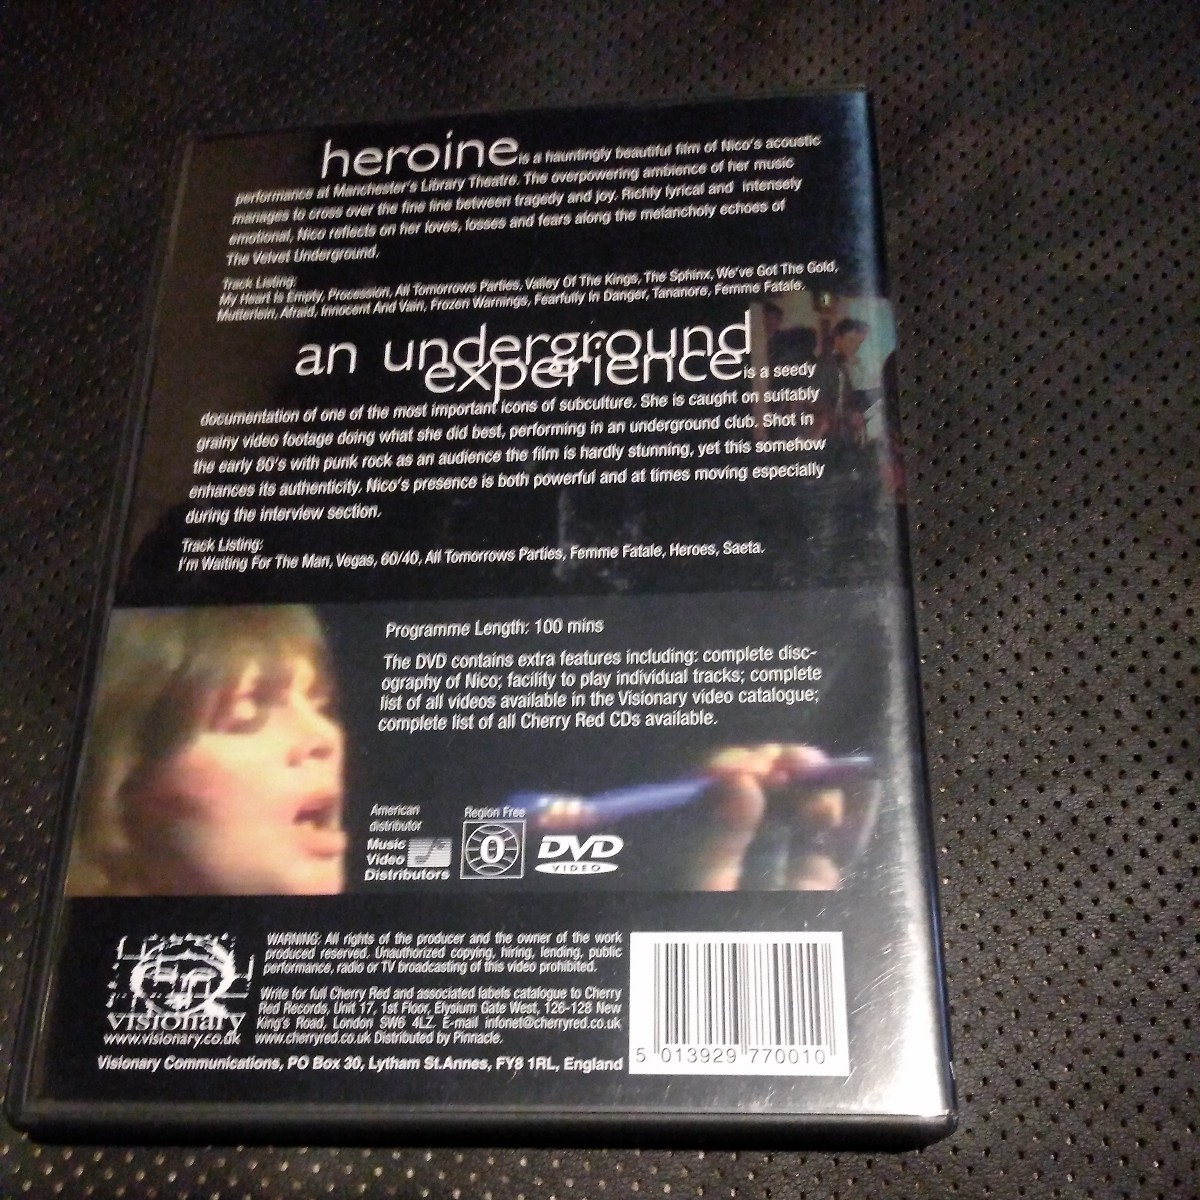 heroine is a hauntingly beautiful film of Nico's acoustic
performance at Manchester's Library Theatre. The overpowering ambience of her music
manages to cross over the fine line between tragedy and joy. Richly lyrical and intensely
emotional, Nico reflects on her loves, losses and fears along the melancholy echoes of
The Velvet Underground.
Track Listing:
My Heart Is Empty, Procession, All Tomorrows Parties, Valley Of The Kings, The Sphinx, We've Got The Gold,
Mutterlein, Afraid, Innocent And Vain, Frozen Warnings, Fearfully In Danger, Tananore, Femme Fatale.
an underground
experience is a seedy
documentation of one of the most important icons of subculture. She is caught on suitably
grainy video footage doing what she did best, performing in an underground club. Shot in
the early 80's with punk rock as an audience the film is hardly stunning, yet this somehow
enhances its authenticity. Nico's presence is both powerful and at times moving especially
during the interview section.
Track Listing:
I'm Waiting For The Man, Vegas, 60/40, All Tomorrows Parties, Femme Fatale, Heroes, Saeta.
Programme Length: 100 mins
The DVD contains extra features including: complete disc-
ography of Nico; facility to play individual tracks; complete
list of all videos available in the Visionary video catalogue;
complete list of all Cherry Red CDs available.
American
distributor
Music
Video
Distributors
Region Free
0
DVD
VIDEO
visionary
www.visionary.co.uk
WARNING: All rights of the producer and the owner of the work
produced reserved. Unauthorized copying, hiring, lending, public
performance, radio or TV broadcasting of this video prohibited.
Write for full Cherry Red and associated labels catalogue to Cherry
Red Records, Unit 17, 1st Floor, Elysium Gate West, 126-128 New
King's Road, London SW6 4LZ. E-mail infonet@cherryred.co.uk
www.cherryred.co.uk Distributed by Pinnacle.
Visionary Communications, PO Box 30, Lytham St.Annes, FY8 1RL, England
5 013929 770010